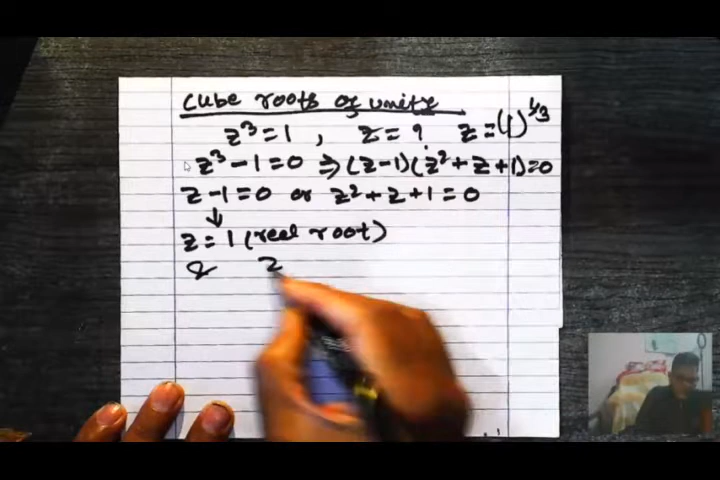 Cube roots of unity
z³ = 1 , z = ? z = (1)^1/3
z³ - 1 = 0 ⇒ (z - 1)(z² + z + 1) = 0
z - 1 = 0 or z² + z + 1 = 0
↓
z = 1 (real root)
& z